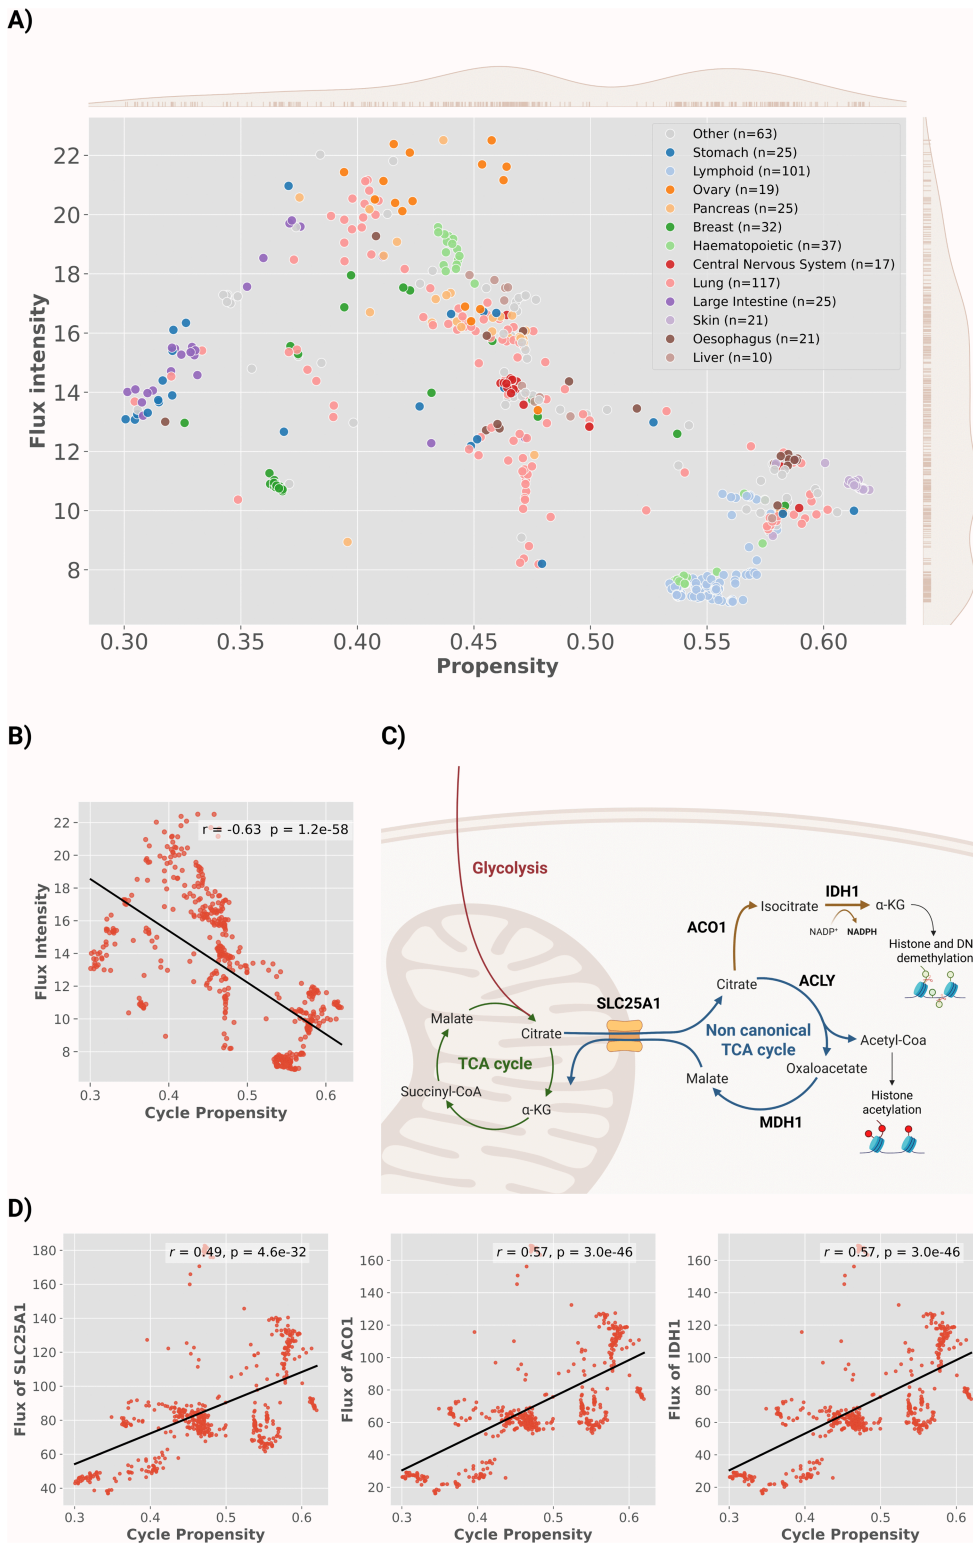 A)
22
20
18
16
14
12
10
8
Flux intensity
0.30
0.35
0.40
0.45
0.50
0.55
0.60
Propensity
Other (n=63)
Stomach (n=25)
Lymphoid (n=101)
Ovary (n=19)
Pancreas (n=25)
Breast (n=32)
Haematopoietic (n=37)
Central Nervous System (n=17)
Lung (n=117)
Large Intestine (n=25)
Skin (n=21)
Oesophagus (n=21)
Liver (n=10)
B)
r = -0.63 p = 1.2e-58
22
20
18
16
14
12
10
8
Flux Intensity
0.3
0.4
0.5
0.6
Cycle Propensity
C)
Glycolysis
IDH1
Isocitrate
α-KG
ACO1
NADP⁺
NADPH
Histone and DN
demethylation
Citrate
ACLY
SLC25A1
Malate
Citrate
Non canonical
TCA cycle
Acetyl-Coa
TCA cycle
Oxaloacetate
Malate
Succinyl-CoA
α-KG
MDH1
Histone
acetylation
D)
r = 0.49, p = 4.6e-32
180
160
140
120
100
80
60
40
Flux of SLC25A1
0.3
0.4
0.5
0.6
Cycle Propensity
r = 0.57, p = 3.0e-46
160
140
120
100
80
60
40
20
Flux of ACO1
0.3
0.4
0.5
0.6
Cycle Propensity
r = 0.57, p = 3.0e-46
160
140
120
100
80
60
40
20
Flux of IDH1
0.3
0.4
0.5
0.6
Cycle Propensity